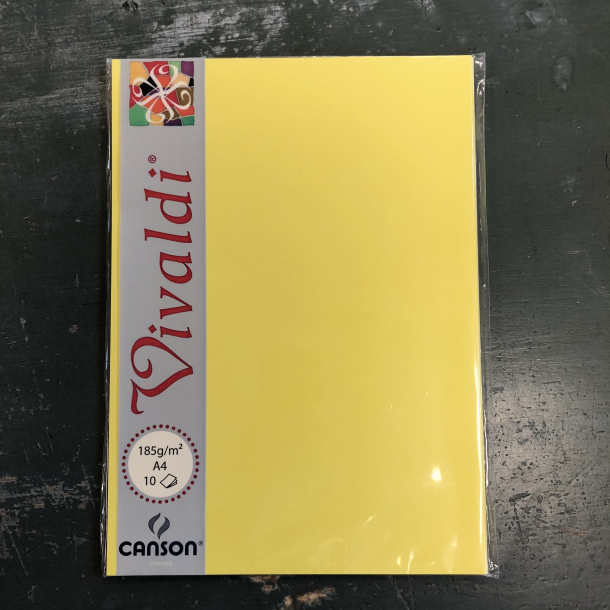 Vivaldi®
185g/m²
A4
10
CANSON®